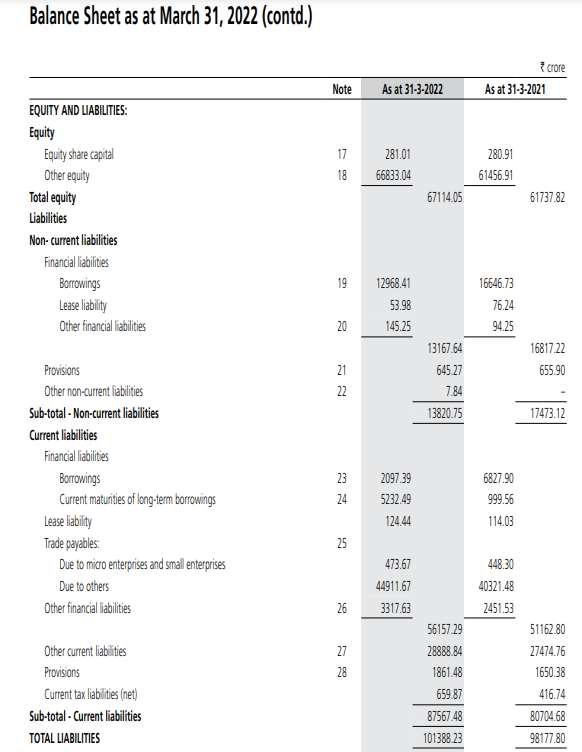 Balance Sheet as at March 31, 2022 (contd.)
₹ crore
Note As at 31-3-2022 As at 31-3-2021
EQUITY AND LIABILITIES:
Equity
Equity share capital 17 281.01 280.91
Other equity 18 66833.04 61456.91
Total equity 67114.05 61737.82
Liabilities
Non- current liabilities
Financial liabilities
Borrowings 19 12968.41 16646.73
Lease liability 53.98 76.24
Other financial liabilities 20 145.25 94.25
13167.64 16817.22
Provisions 21 645.27 655.90
Other non-current liabilities 22 7.84 –
Sub-total - Non-current liabilities 13820.75 17473.12
Current liabilities
Financial liabilities
Borrowings 23 2097.39 6827.90
Current maturities of long-term borrowings 24 5232.49 999.56
Lease liability 124.44 114.03
Trade payables: 25
Due to micro enterprises and small enterprises 473.67 448.30
Due to others 44911.67 40321.48
Other financial liabilities 26 3317.63 2451.53
56157.29 51162.80
Other current liabilities 27 28888.84 27474.76
Provisions 28 1861.48 1650.38
Current tax liabilities (net) 659.87 416.74
Sub-total - Current liabilities 87567.48 80704.68
TOTAL LIABILITIES 101388.23 98177.80